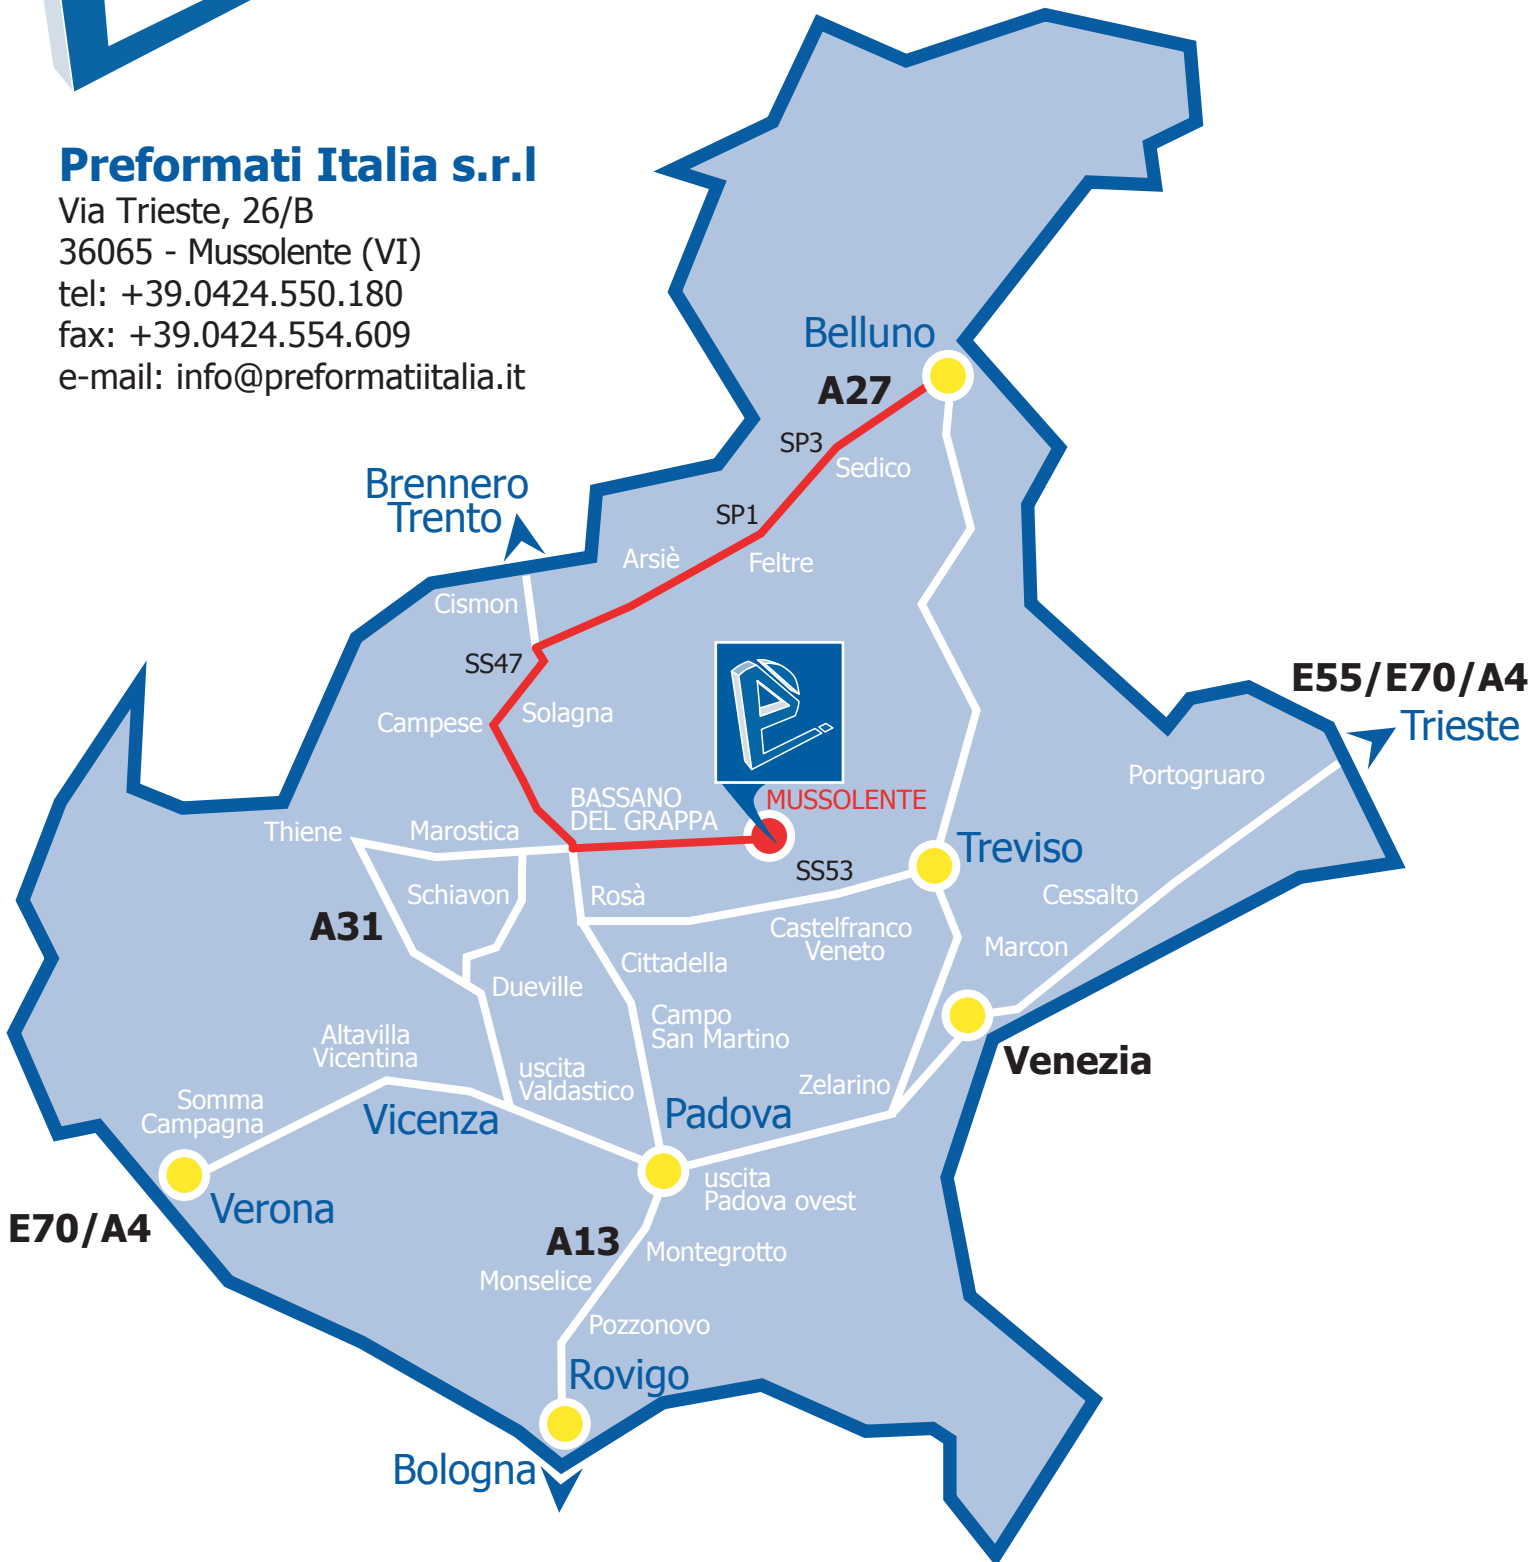 Preformati Italia s.r.l
Via Trieste, 26/B
36065 - Mussolente (VI)
tel: +39.0424.550.180
fax: +39.0424.554.609
e-mail: info@preformatiitalia.it
Belluno
A27
SP3
Sedico
Brennero
Trento
SP1
Arsiè
Feltre
Cismon
SS47
E55/E70/A4
Trieste
Campese
Solagna
Portogruaro
BASSANO
DEL GRAPPA
MUSSOLENTE
Thiene
Marostica
Treviso
SS53
Schiavon
Rosà
Cessalto
A31
Castelfranco
Veneto
Marcon
Cittadella
Dueville
Campo
San Martino
Altavilla
Vicentina
Venezia
uscita
Valdastico
Zelarino
Somma
Campagna
Vicenza
Padova
uscita
Padova ovest
Verona
E70/A4
A13
Montegrotto
Monselice
Pozzonovo
Rovigo
Bologna